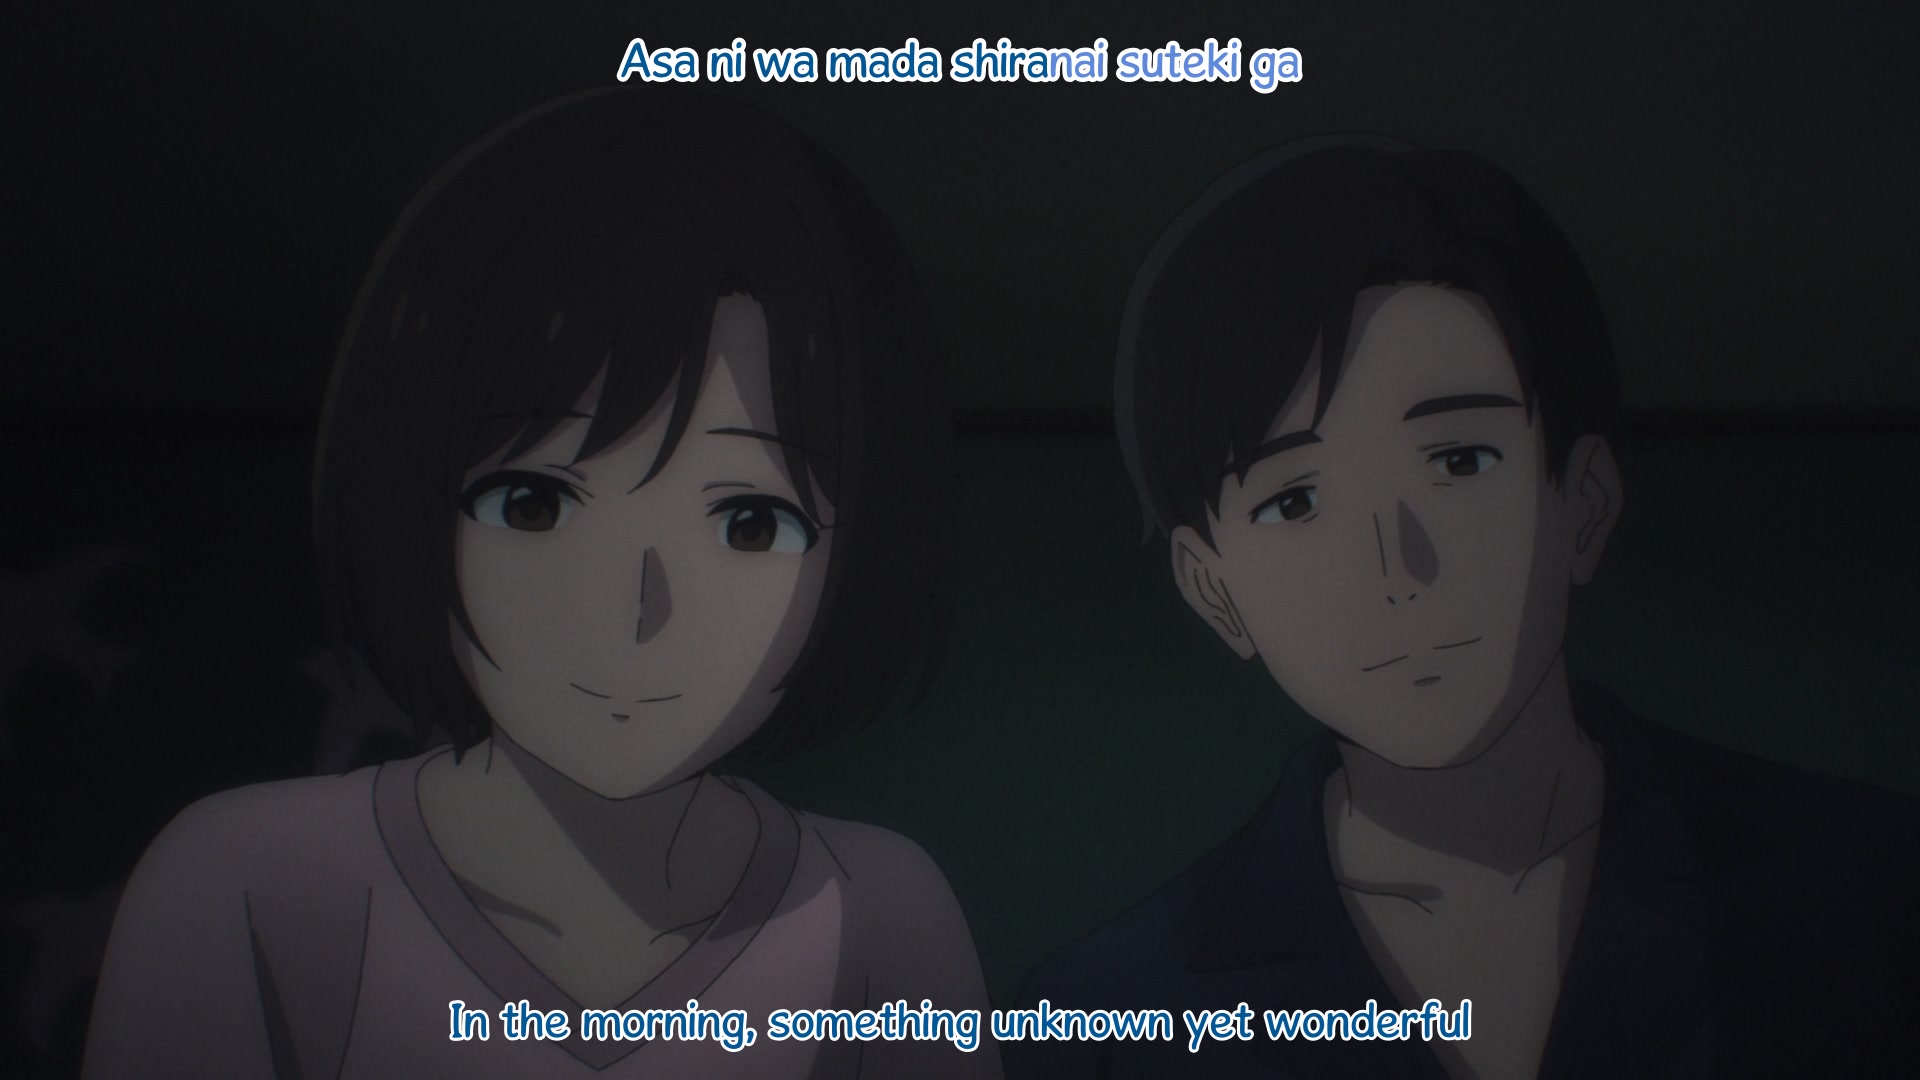 Asa ni wa mada shiranai suteki ga
In the morning, something unknown yet wonderful